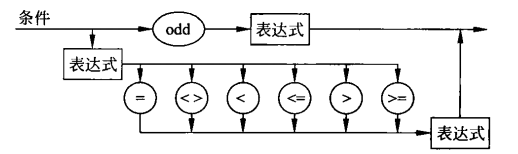 条件
odd 表达式
表达式
= < > < <= > >=
表达式